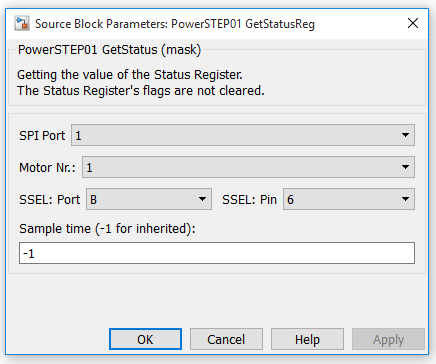 Source Block Parameters: PowerSTEP01 GetStatusReg
PowerSTEP01 GetStatus (mask)
Getting the value of the Status Register.
The Status Register's flags are not cleared.
SPI Port 1
Motor Nr.: 1
SSEL: Port B SSEL: Pin 6
Sample time (-1 for inherited):
-1
OK Cancel Help Apply